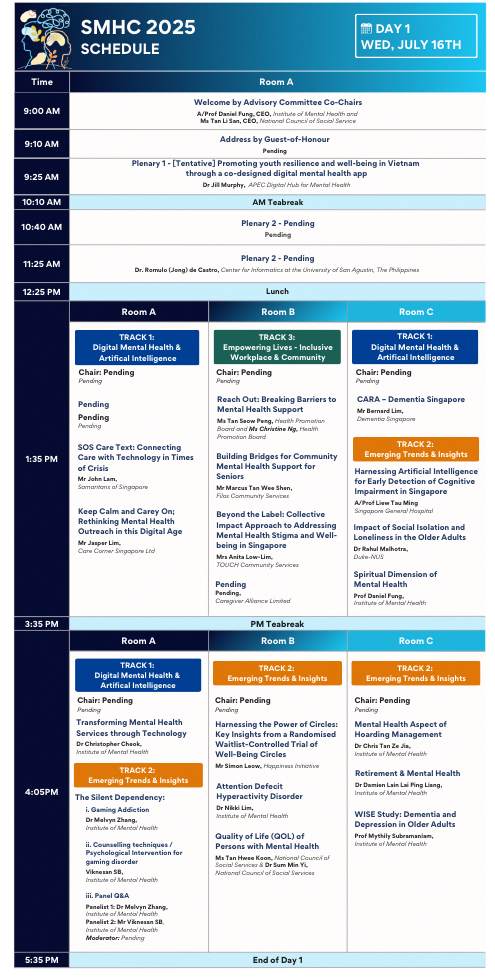 SMHC 2025
SCHEDULE
DAY 1
WED, JULY 16TH
Time
Room A
9:00 AM
Welcome by Advisory Committee Co-Chairs
A/Prof Daniel Fung, CEO, Institute of Mental Health and
Ms Tan Li San, CEO, National Council of Social Service
9:10 AM
Address by Guest-of-Honour
Pending
9:25 AM
Plenary 1 - [Tentative] Promoting youth resilience and well-being in Vietnam
through a co-designed digital mental health app
Dr Jill Murphy, APEC Digital Hub for Mental Health
10:10 AM
AM Teabreak
10:40 AM
Plenary 2 - Pending
Pending
11:25 AM
Plenary 2 - Pending
Dr. Romulo (Jong) de Castro, Center for Informatics at the University of San Agustin, The Philippines
12:25 PM
Lunch
1:35 PM
Room A
TRACK 1:
Digital Mental Health &
Artifical Intelligence
Chair: Pending
Pending
Pending
Pending
Pending
SOS Care Text: Connecting
Care with Technology in Times
of Crisis
Mr John Lam,
Samaritans of Singapore
Keep Calm and Carey On;
Rethinking Mental Health
Outreach in this Digital Age
Mr Jasper Lim,
Care Corner Singapore Ltd
Room B
TRACK 3:
Empowering Lives - Inclusive
Workplace & Community
Chair: Pending
Pending
Reach Out: Breaking Barriers to
Mental Health Support
Ms Tan Seow Peng, Health Promotion
Board and Ms Christine Ng, Health
Promotion Board
Building Bridges for Community
Mental Health Support for
Seniors
Mr Marcus Tan Wee Shen,
Filos Community Services
Beyond the Label: Collective
Impact Approach to Addressing
Mental Health Stigma and Well-
being in Singapore
Mrs Anita Low-Lim,
TOUCH Community Services
Pending
Pending,
Caregiver Alliance Limited
Room C
TRACK 1:
Digital Mental Health &
Artifical Intelligence
Chair: Pending
Pending
CARA – Dementia Singapore
Mr Bernard Lim,
Dementia Singapore
TRACK 2:
Emerging Trends & Insights
Harnessing Artificial Intelligence
for Early Detection of Cognitive
Impairment in Singapore
A/Prof Liew Tau Ming
Singapore General Hospital
Impact of Social Isolation and
Loneliness in the Older Adults
Dr Rahul Malhotra,
Duke-NUS
Spiritual Dimension of
Mental Health
Prof Daniel Fung,
Institute of Mental Health
3:35 PM
PM Teabreak
4:05PM
Room A
TRACK 1:
Digital Mental Health &
Artifical Intelligence
Chair: Pending
Pending
Transforming Mental Health
Services through Technology
Dr Christopher Cheok,
Institute of Mental Health
TRACK 2:
Emerging Trends & Insights
The Silent Dependency:
i. Gaming Addiction
Dr Melvyn Zhang,
Institute of Mental Health
ii. Counselling techniques /
Psychological Intervention for
gaming disorder
Viknesan SB,
Institute of Mental Health
iii. Panel Q&A
Panelist 1: Dr Melvyn Zhang,
Institute of Mental Health
Panelist 2: Mr Viknesan SB,
Institute of Mental Health
Moderator: Pending
Room B
TRACK 2:
Emerging Trends & Insights
Chair: Pending
Pending
Harnessing the Power of Circles:
Key Insights from a Randomised
Waitlist-Controlled Trial of
Well-Being Circles
Mr Simon Leow, Happiness Initiative
Attention Defecit
Hyperactivity Disorder
Dr Nikki Lim,
Institute of Mental Health
Quality of Life (QOL) of
Persons with Mental Health
Ms Tan Hwee Koon, National Council of
Social Services & Dr Sum Min Yi,
National Council of Social Services
Room C
TRACK 2:
Emerging Trends & Insights
Chair: Pending
Pending
Mental Health Aspect of
Hoarding Management
Dr Chris Tan Ze Jia,
Institute of Mental Health
Retirement & Mental Health
Dr Damien Lain Lai Ping Liang,
Institute of Mental Health
WISE Study: Dementia and
Depression in Older Adults
Prof Mythily Subramaniam,
Institute of Mental Health
5:35 PM
End of Day 1